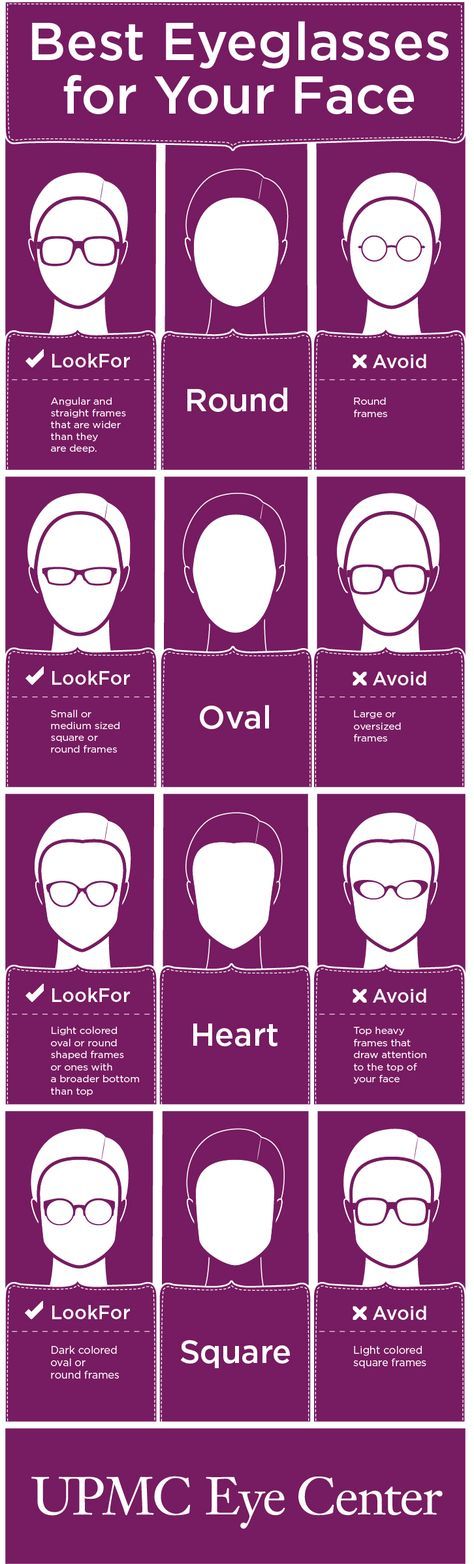 Best Eyeglasses
for Your Face
✔ LookFor
Angular and
straight frames
that are wider
than they
are deep.
Round
✖ Avoid
Round
frames
✔ LookFor
Small or
medium sized
square or
round frames
Oval
✖ Avoid
Large or
oversized
frames
✔ LookFor
Light colored
oval or round
shaped frames
or ones with
a broader bottom
than top
Heart
✖ Avoid
Top heavy
frames that
draw attention
to the top of
your face
✔ LookFor
Dark colored
oval or
round frames
Square
✖ Avoid
Light colored
square frames
UPMC Eye Center